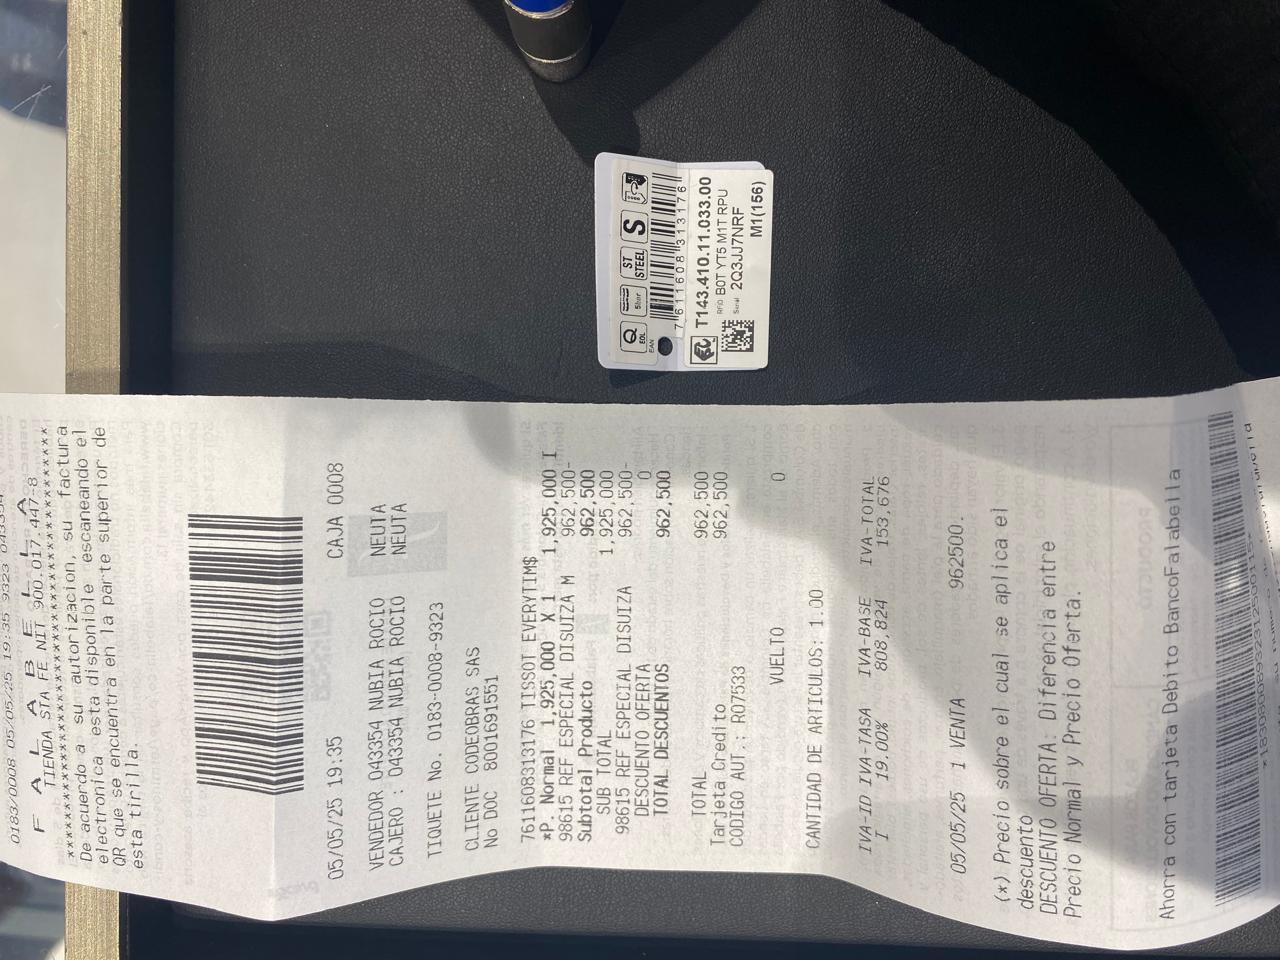 0183/0008 05/05/25 19:35 9323
F A L A B E L L A
TIENDA STA FE NIT 900.017.447-8
****************************************
De acuerdo a su autorizacion, su factura
electronica esta disponible escaneando el
QR que se encuentra en la parte superior de
esta tirilla.
05/05/25 19:35 CAJA 0008
VENDEDOR 043354 NUBIA ROCIO NEUTA
CAJERO : 043354 NUBIA ROCIO NEUTA
TIQUETE No. 0183-0008-9323
CLIENTE CODEOBRAS SAS
No DOC 8001691551
7611608313176 TISSOT EVERYTIM$
*P. Normal 1,925,000 X 1 1,925,000 I
98615 REF ESPECIAL DISUIZA M 962,500-
Subtotal Producto 962,500
SUB TOTAL 1,925,000
98615 REF ESPECIAL DISUIZA 962,500-
DESCUENTO OFERTA 0
TOTAL DESCUENTOS 962,500
TOTAL 962,500
Tarjeta Credito 962,500
CODIGO AUT.: R07533
VUELTO 0
CANTIDAD DE ARTICULOS: 1.00
IVA-ID IVA-TASA IVA-BASE IVA-TOTAL
I 19.00% 808,824 153,676
05/05/25 1 VENTA 962500.
(*) Precio sobre el cual se aplica el
descuento
DESCUENTO OFERTA: Diferencia entre
Precio Normal y Precio Oferta.
Ahorra con tarjeta Debito BancoFalabella
Q EOL
5bar
ST STEEL
S
EAN
7 611608 313176
T143.410.11.033.00
RFID B0T YT5 M1T RPU
Serial 2Q3JJ7NRF
M1(156)